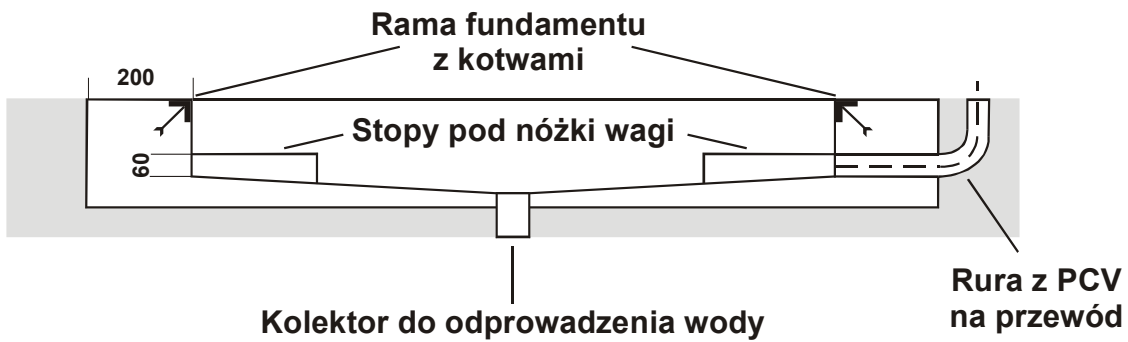 Rama fundamentu
z kotwami
200
Stopy pod nóżki wagi
60
Rura z PCV
na przewód
Kolektor do odprowadzenia wody